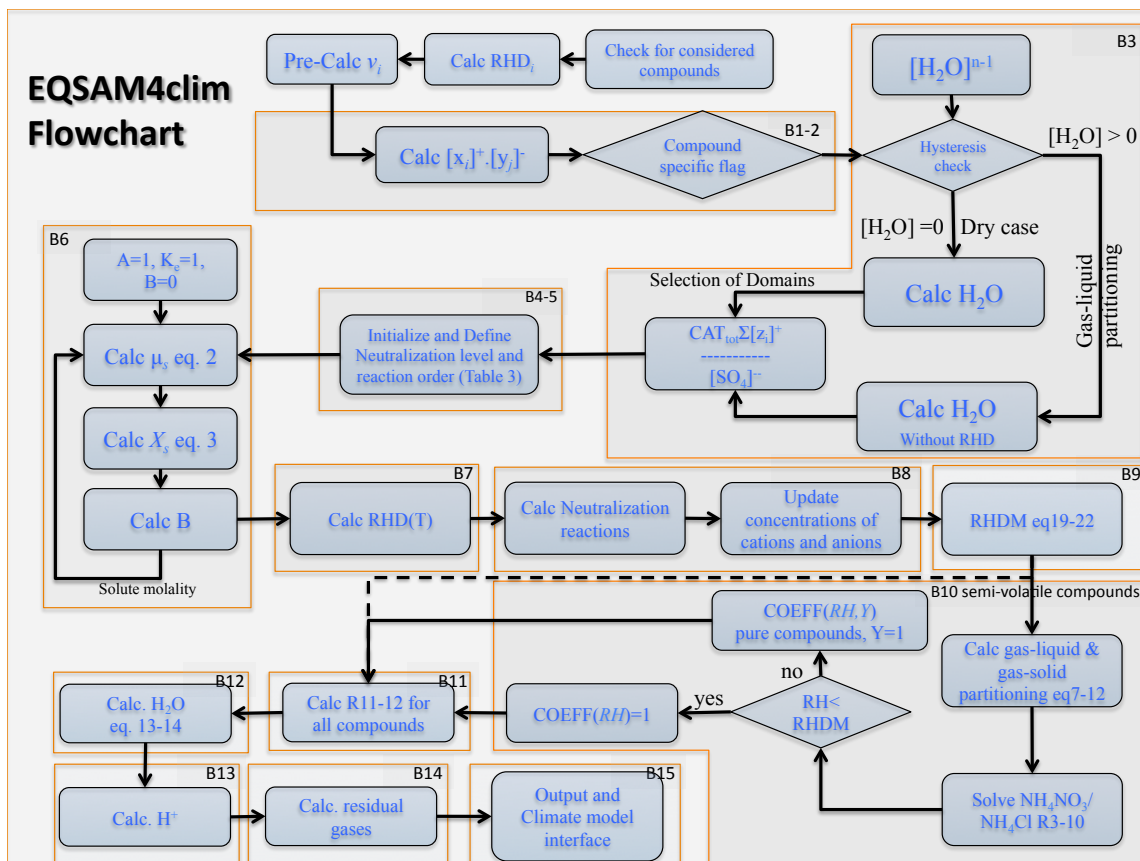 EQSAM4clim
Flowchart
Check for considered
compounds
Calc RHDi
Pre-Calc νi
B1-2
Calc [xi]⁺.[yj]⁻
Compound
specific flag
B3
[H₂O]ⁿ⁻¹
Hysteresis
check
[H₂O] > 0
Gas-liquid
partitioning
[H₂O] =0 Dry case
Calc H₂O
Calc H₂O
Without RHD
Selection of Domains
CATtotΣ[zi]⁺
-----------
[SO₄]⁻⁻
B4-5
Initialize and Define
Neutralization level and
reaction order (Table 3)
B6
A=1, Ke=1,
B=0
Calc μs eq. 2
Calc Xs eq. 3
Calc B
Solute molality
B7
Calc RHD(T)
B8
Calc Neutralization
reactions
Update
concentrations of
cations and anions
B9
RHDM eq19-22
B10 semi-volatile compounds
Calc gas-liquid &
gas-solid
partitioning eq7-12
Solve NH₄NO₃/
NH₄Cl R3-10
RH<
RHDM
no
COEFF(RH,Y)
pure compounds, Y=1
yes
COEFF(RH)=1
B11
Calc R11-12 for
all compounds
B12
Calc. H₂O
eq. 13-14
B13
Calc. H⁺
B14
Calc. residual
gases
B15
Output and
Climate model
interface